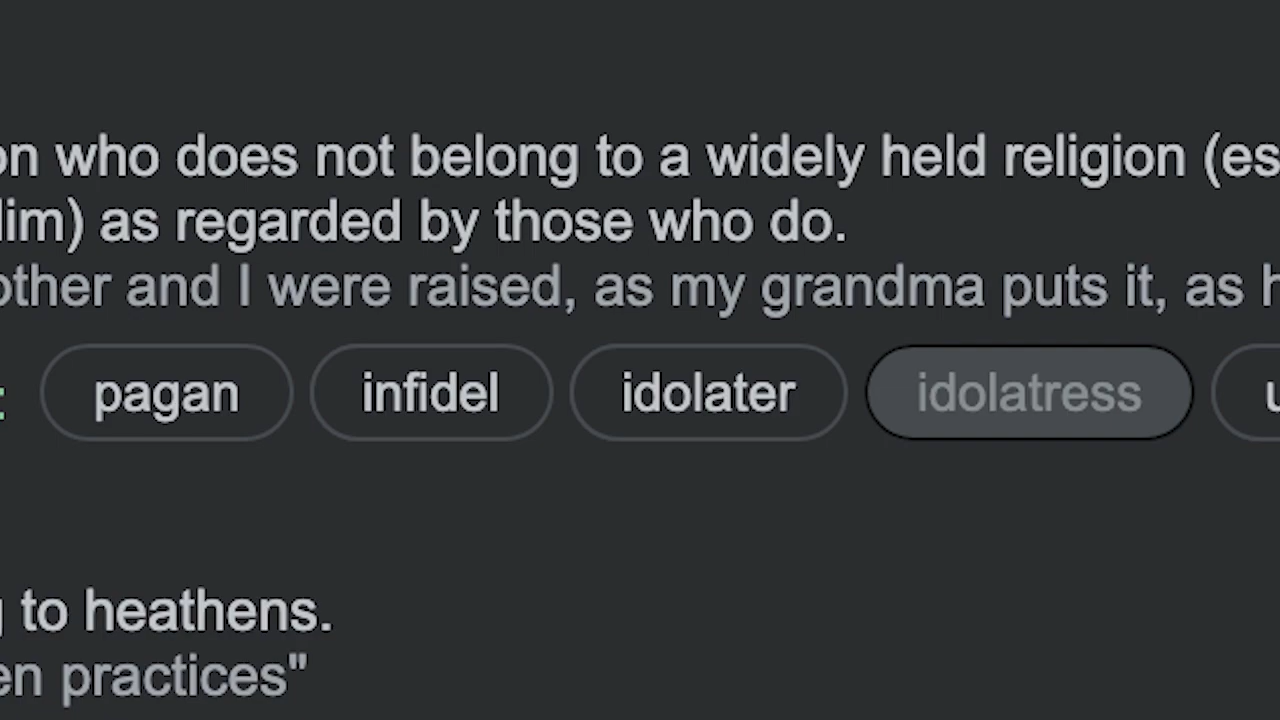 on who does not belong to a widely held religion (es
lim) as regarded by those who do.
other and I were raised, as my grandma puts it, as h
: pagan infidel idolater idolatress u
g to heathens.
en practices"